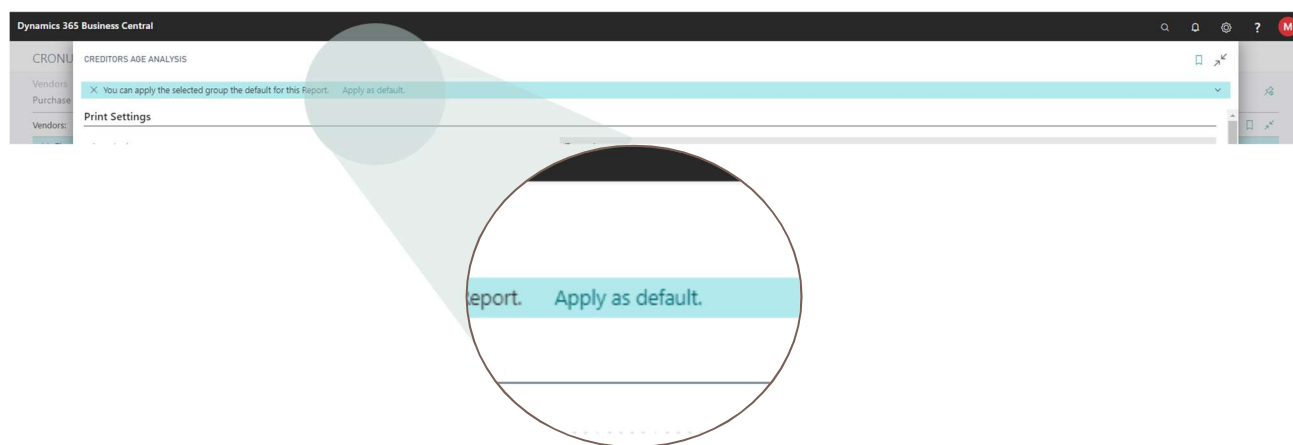 Dynamics 365 Business Central
?
M
CRONU
CREDITORS AGE ANALYSIS
Vendors
You can apply the selected group the default for this Report. Apply as default.
Purchase
Vendors:
Print Settings
eport. Apply as default.